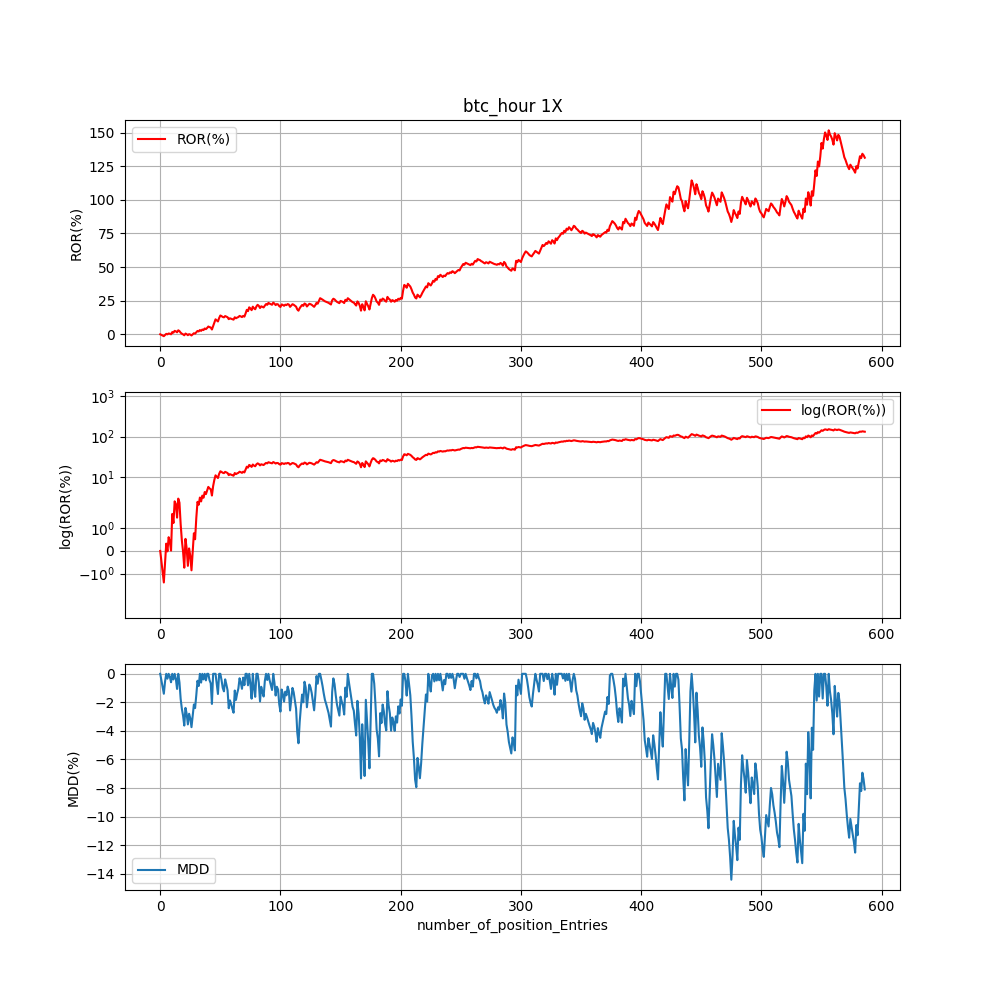 btc_hour 1X
ROR(%)
ROR(%)
150
125
100
75
50
25
0
0 100 200 300 400 500 600
log(ROR(%))
log(ROR(%))
10³
10²
10¹
10⁰
0
−10⁰
0 100 200 300 400 500 600
MDD(%)
0
−2
−4
−6
−8
−10
−12
−14
MDD
0 100 200 300 400 500 600
number_of_position_Entries